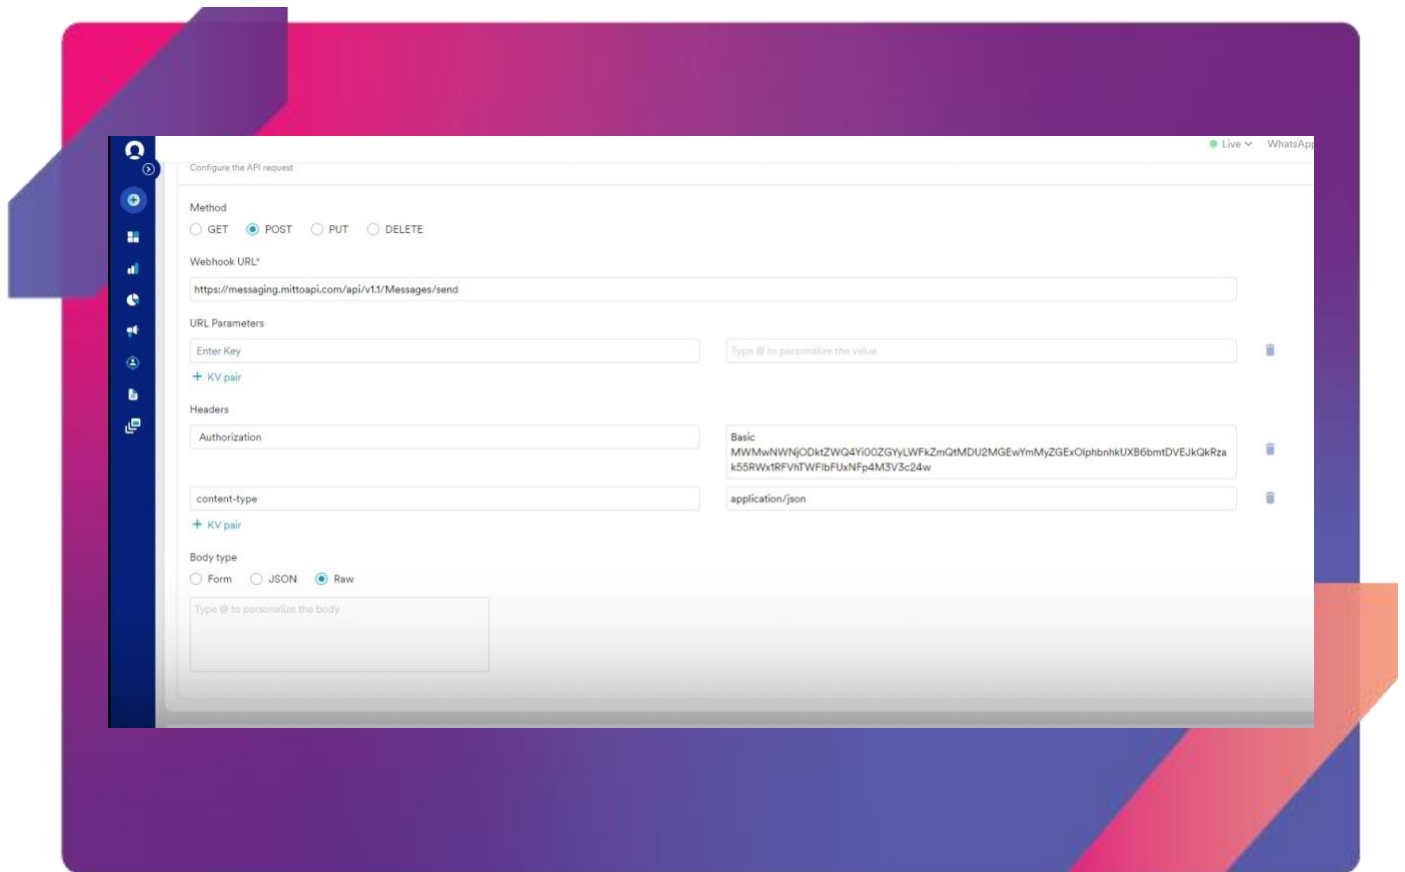 Live
WhatsApp
Configure the API request
Method
GET
POST
PUT
DELETE
Webhook URL*
https://messaging.mittoapi.com/api/v1.1/Messages/send
URL Parameters
Enter Key
Type @ to personalize the value
+ KV pair
Headers
Authorization
Basic
content-type
application/json
+ KV pair
Body type
Form
JSON
Raw
Type @ to personalize the body